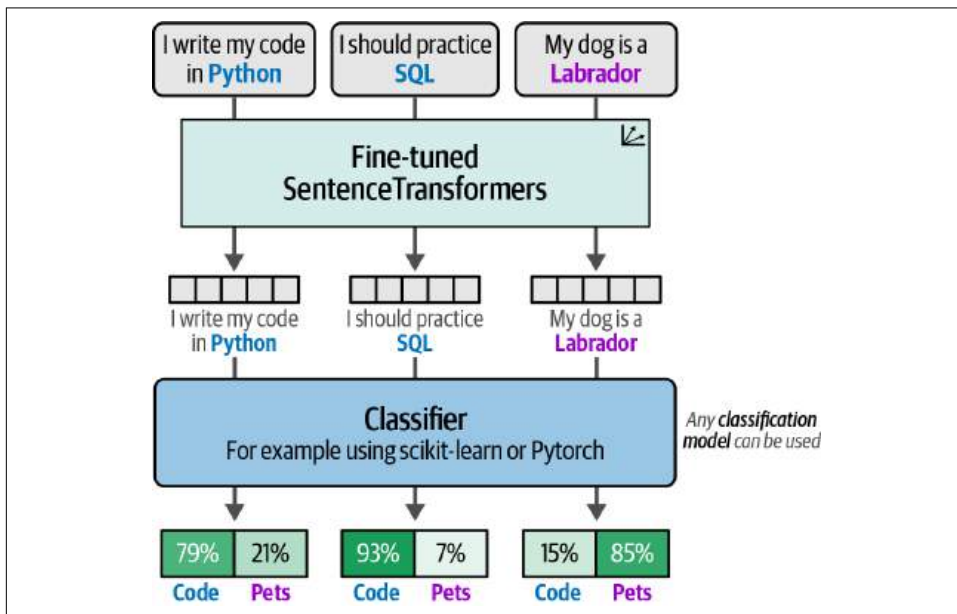 I write my code
in Python
I should practice
SQL
My dog is a
Labrador
Fine-tuned
SentenceTransformers
I write my code
in Python
I should practice
SQL
My dog is a
Labrador
Classifier
For example using scikit-learn or Pytorch
Any classification
model can be used
79% 21%
Code Pets
93% 7%
Code Pets
15% 85%
Code Pets